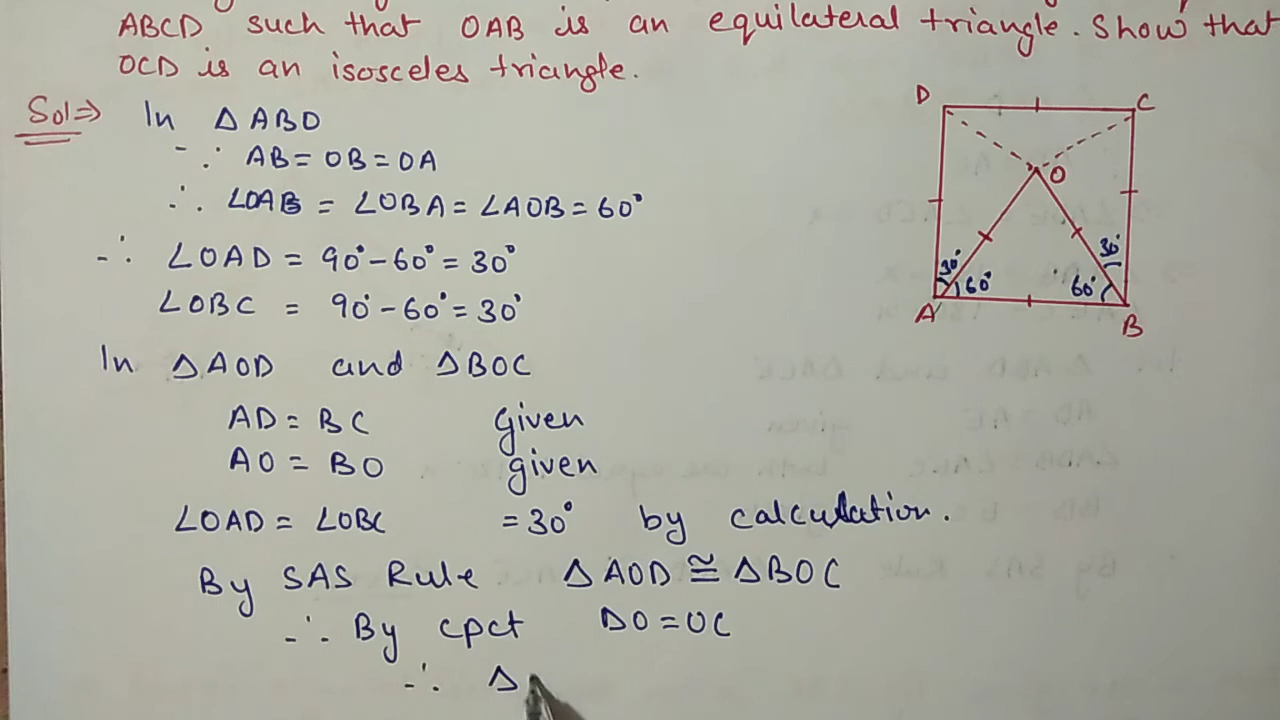 ABCD such that OAB is an equilateral triangle. Show that
OCD is an isosceles triangle.
Sol⇒ In △ABO
∵ AB = OB = OA
∴ ∠OAB = ∠OBA = ∠AOB = 60°
∴ ∠OAD = 90° - 60° = 30°
∠OBC = 90° - 60° = 30°
In △AOD and △BOC
AD = BC given
AO = BO given
∠OAD = ∠OBC = 30° by calculation.
By SAS Rule △AOD ≅ △BOC
∴ By cpct DO = OC
∴ △
D C
O
30° 60° 60° 30°
A B